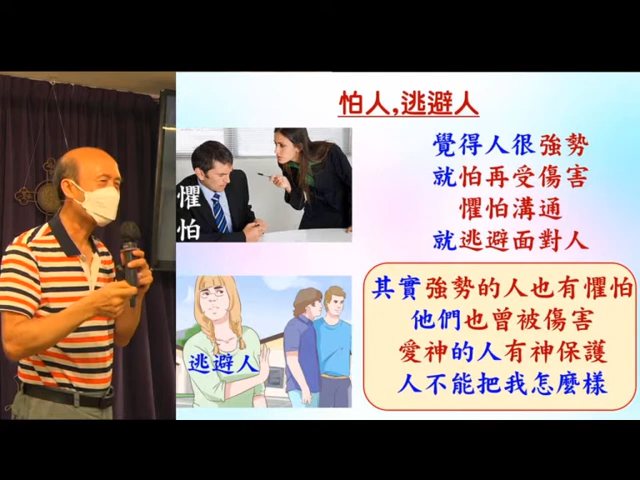 怕人,逃避人
覺得人很強勢
就怕再受傷害
懼怕溝通
就逃避面對人
懼怕
逃避人
其實強勢的人也有懼怕
他們也曾被傷害
愛神的人有神保護
人不能把我怎麼樣